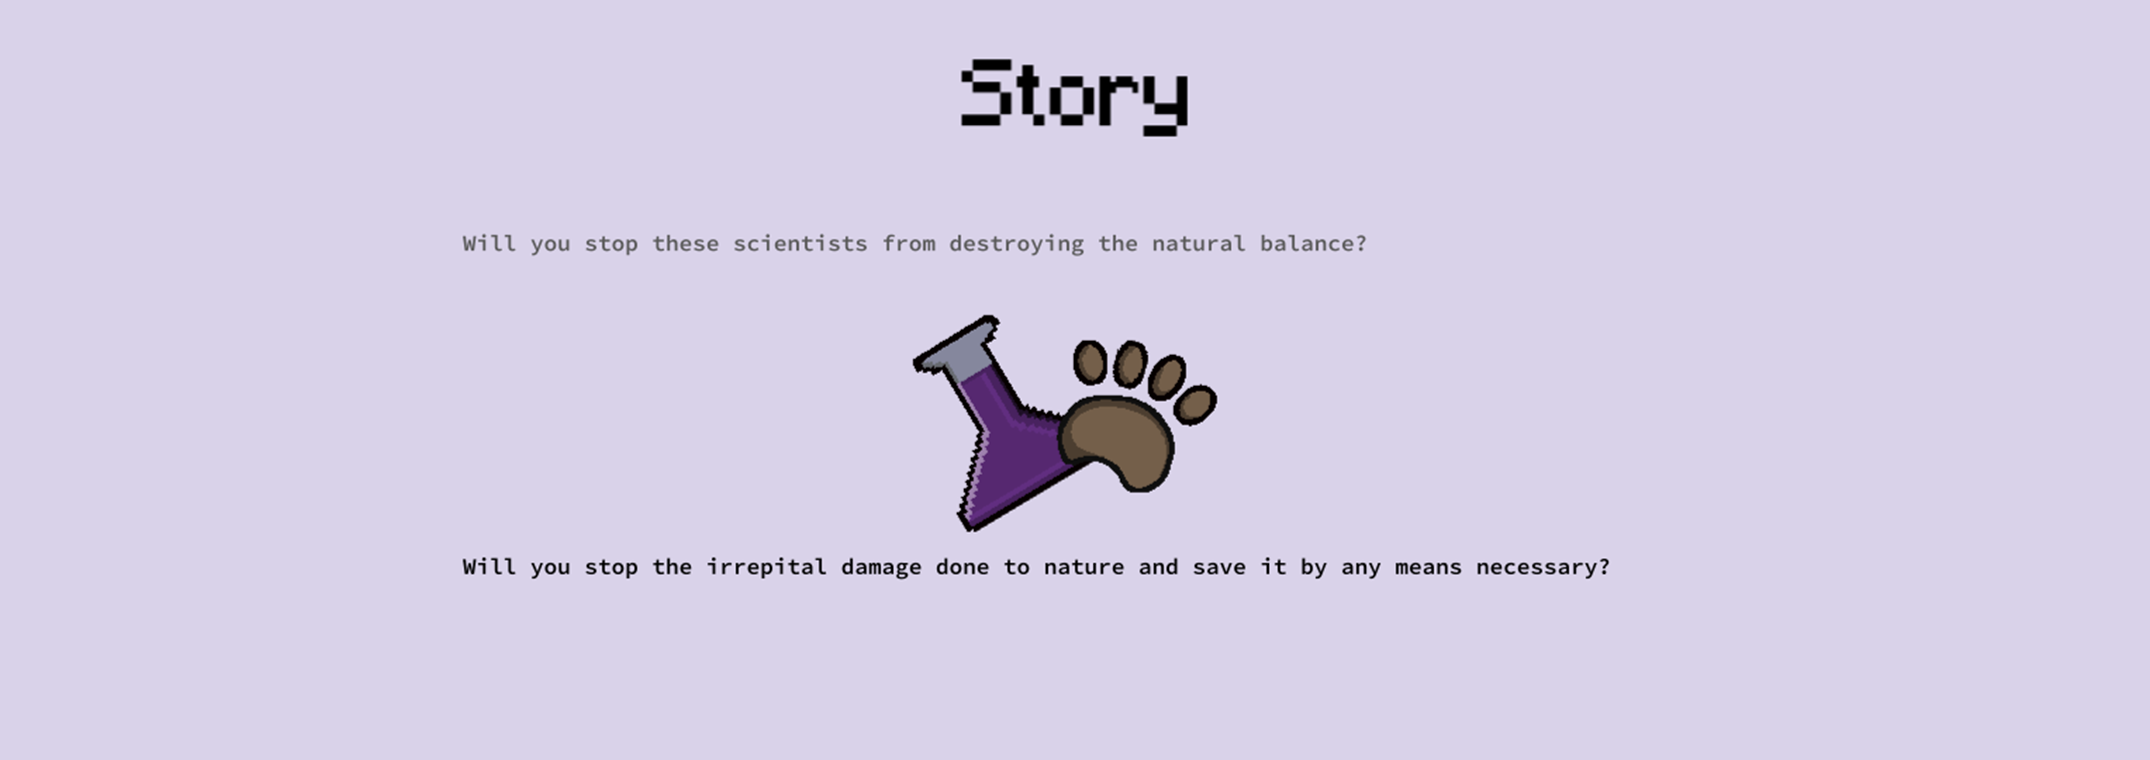 Story
Will you stop these scientists from destroying the natural balance?
Will you stop the irrepital damage done to nature and save it by any means necessary?